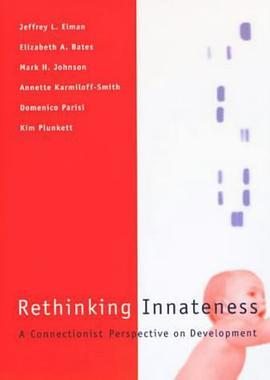 Jeffrey L. Elman
Elizabeth A. Bates
Mark H. Johnson
Annette Karmiloff-Smith
Domenico Parisi
Kim Plunkett
Rethinking Innateness
A Connectionist Perspective on Development